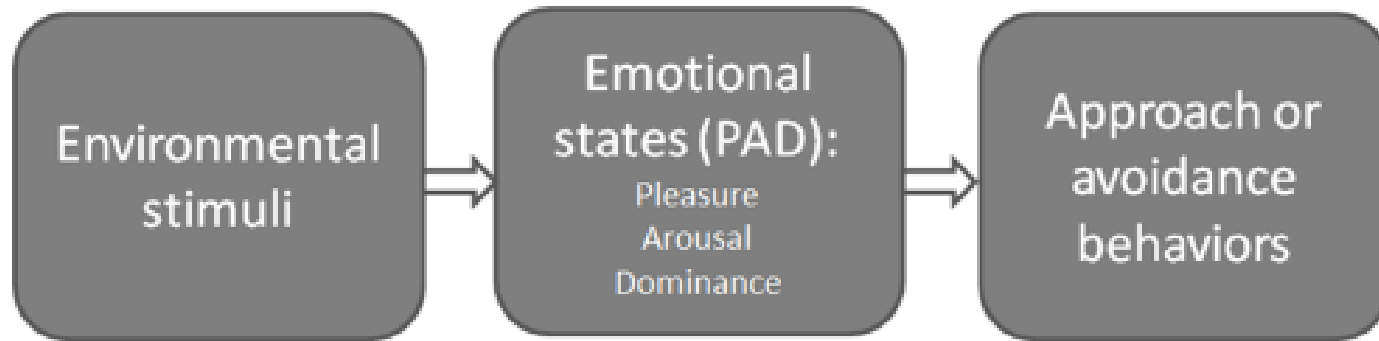 Environmental
stimuli
Emotional
states (PAD):
Pleasure
Arousal
Dominance
Approach or
avoidance
behaviors